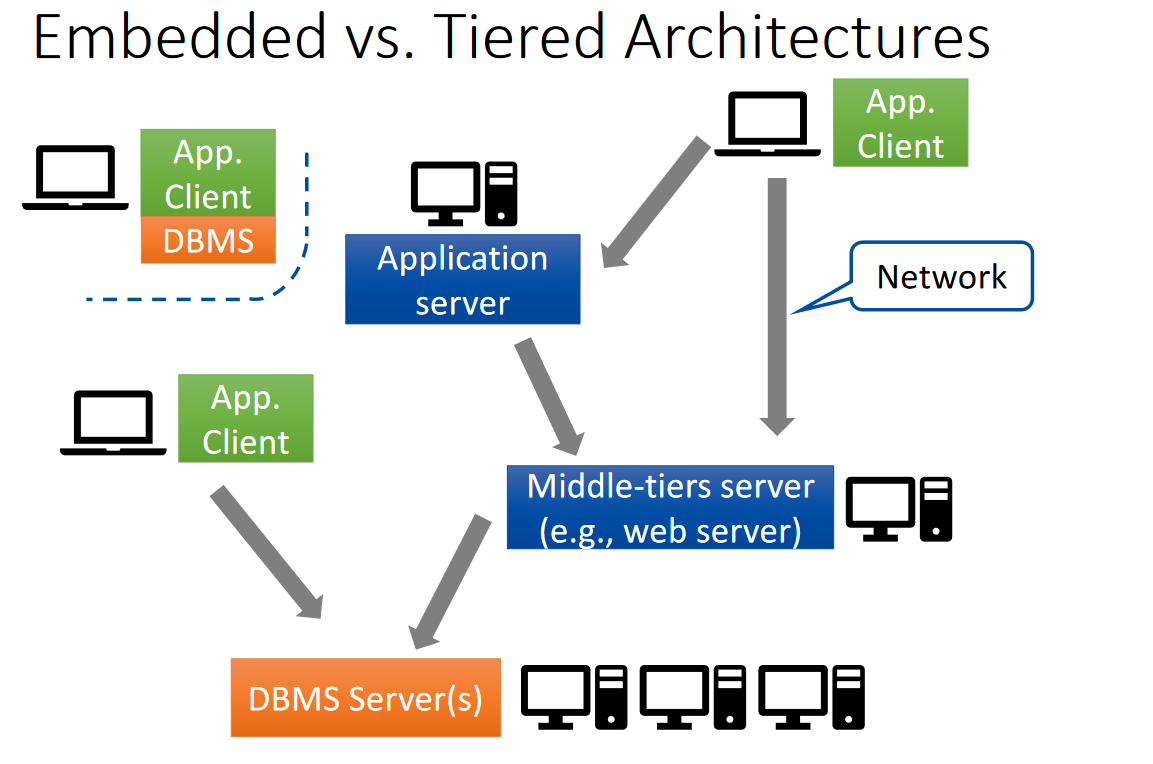 Embedded vs. Tiered Architectures
App.
Client
DBMS
Application
server
App.
Client
Network
App.
Client
Middle-tiers server
(e.g., web server)
DBMS Server(s)